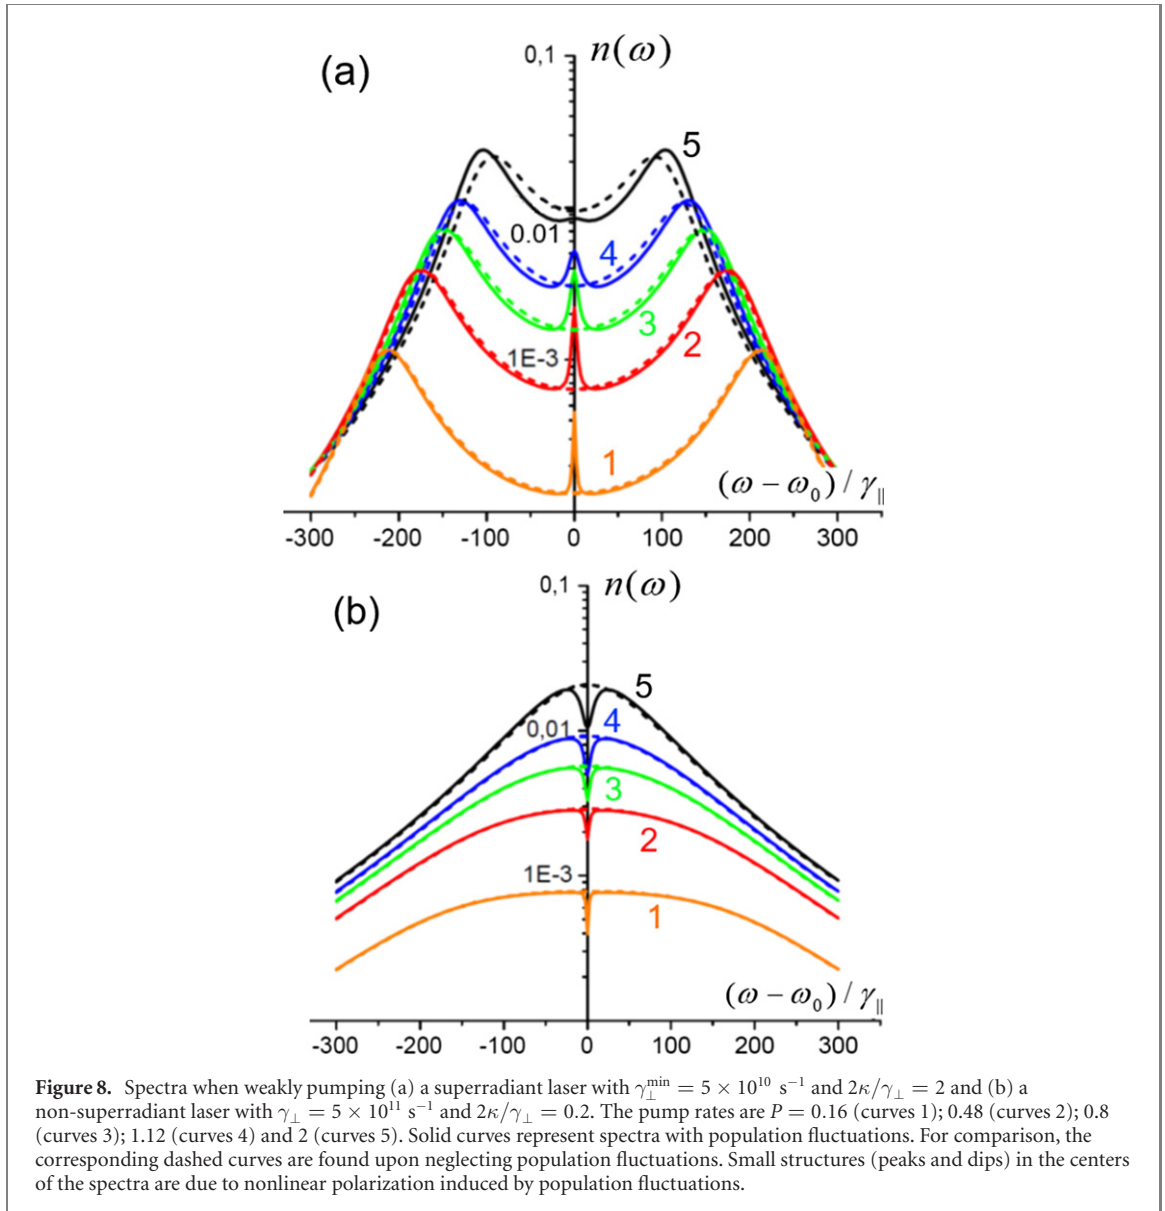 (a)
0,1
n(ω)
5
0.01
4
3
2
1E-3
1
(ω − ω₀) / γ||
-300 -200 -100 0 100 200 300
(b)
0,1
n(ω)
5
4
0,01
3
2
1E-3
1
(ω − ω₀) / γ||
-300 -200 -100 0 100 200 300
Figure 8. Spectra when weakly pumping (a) a superradiant laser with γ⊥^min = 5 × 10¹⁰ s⁻¹ and 2κ/γ⊥ = 2 and (b) a
non-superradiant laser with γ⊥ = 5 × 10¹¹ s⁻¹ and 2κ/γ⊥ = 0.2. The pump rates are P = 0.16 (curves 1); 0.48 (curves 2); 0.8
(curves 3); 1.12 (curves 4) and 2 (curves 5). Solid curves represent spectra with population fluctuations. For comparison, the
corresponding dashed curves are found upon neglecting population fluctuations. Small structures (peaks and dips) in the centers
of the spectra are due to nonlinear polarization induced by population fluctuations.